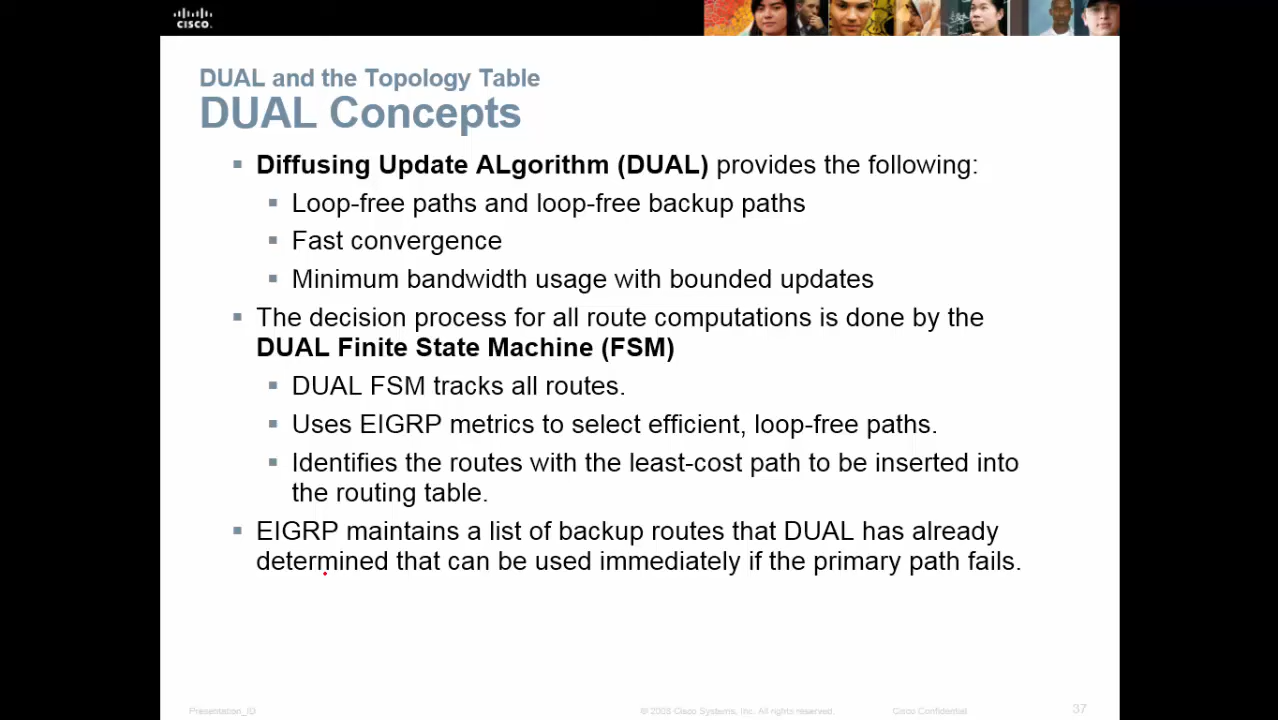 CISCO
DUAL and the Topology Table
DUAL Concepts
Diffusing Update ALgorithm (DUAL) provides the following:
Loop-free paths and loop-free backup paths
Fast convergence
Minimum bandwidth usage with bounded updates
The decision process for all route computations is done by the
DUAL Finite State Machine (FSM)
DUAL FSM tracks all routes.
Uses EIGRP metrics to select efficient, loop-free paths.
Identifies the routes with the least-cost path to be inserted into
the routing table.
EIGRP maintains a list of backup routes that DUAL has already
determined that can be used immediately if the primary path fails.
Presentation_ID
© 2008 Cisco Systems, Inc. All rights reserved.
Cisco Confidential
37